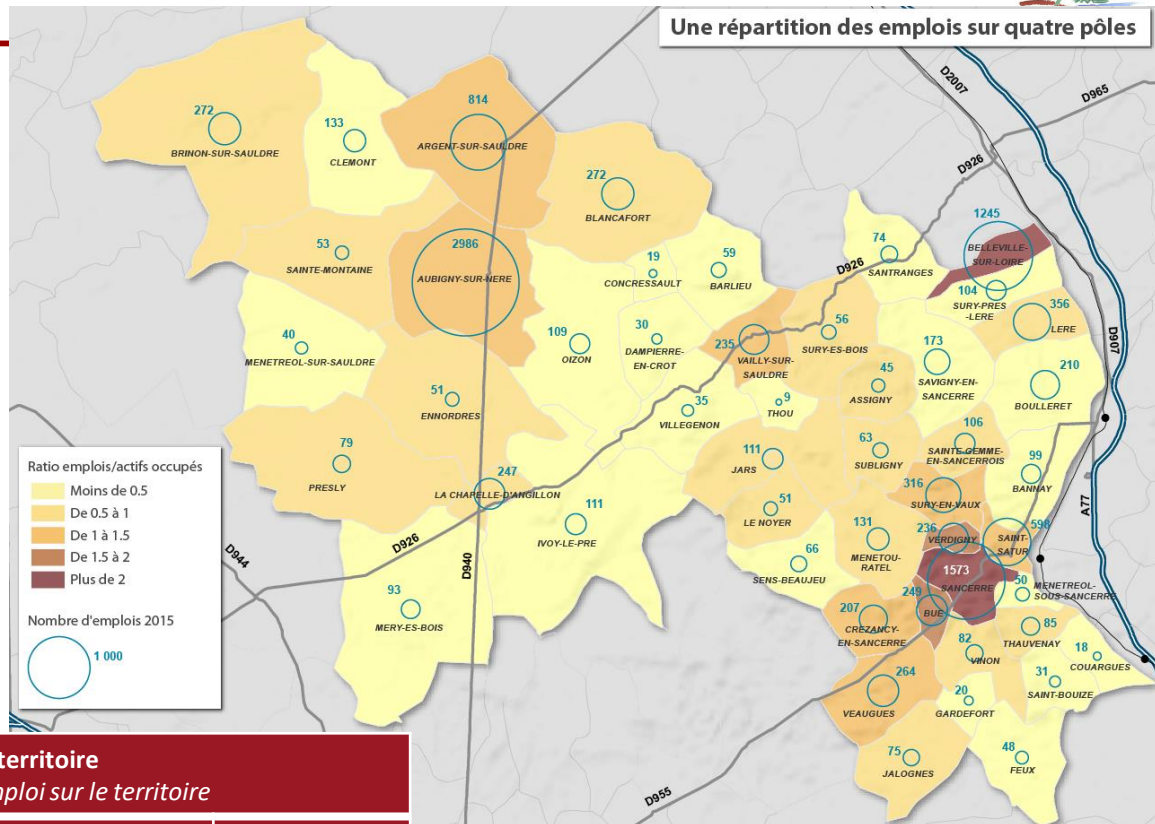 Une répartition des emplois sur quatre pôles
D2007
D965
D926
814
272
133
ARGENT-SUR-SAULDRE
BRINON-SUR-SAULDRE
CLEMONT
272
BLANCAFORT
1245
BELLEVILLE-
SUR-LOIRE
74
SANTRANGES
D926
53
SAINTE-MONTAINE
2986
AUBIGNY-SUR-NERE
19
CONCRESSAULT
59
BARLIEU
104
SURY-PRES
-LERE
356
LERE
40
MENETREOL-SUR-SAULDRE
109
OIZON
30
DAMPIERRE-
EN-CROT
235
VAILLY-SUR-
SAULDRE
56
SURY-ES-BOIS
173
SAVIGNY-EN-
SANCERRE
D907
210
BOULLERET
45
ASSIGNY
51
ENNORDRES
35
VILLEGENON
9
THOU
79
PRESLY
247
LA CHAPELLE-D'ANGILLON
111
JARS
63
SUBLIGNY
106
SAINTE-GEMME-
EN-SANCERROIS
99
BANNAY
A77
316
SURY-EN-VAUX
51
LE NOYER
111
IVOY-LE-PRE
131
MENETOU-
RATEL
236
VERDIGNY
598
SAINT-
SATUR
D926
D940
D944
66
SENS-BEAUJEU
1573
SANCERRE
50
MENETREOL-
SOUS-SANCERRE
93
MERY-ES-BOIS
207
CREZANCY-
EN-SANCERRE
249
BUE
85
THAUVENAY
82
VINON
18
COUARGUES
264
VEAUGUES
20
GARDEFORT
31
SAINT-BOUIZE
75
JALOGNES
48
FEUX
D955
Ratio emplois/actifs occupés
Moins de 0.5
De 0.5 à 1
De 1 à 1.5
De 1.5 à 2
Plus de 2
Nombre d'emplois 2015
1 000
territoire
ploi sur le territoire